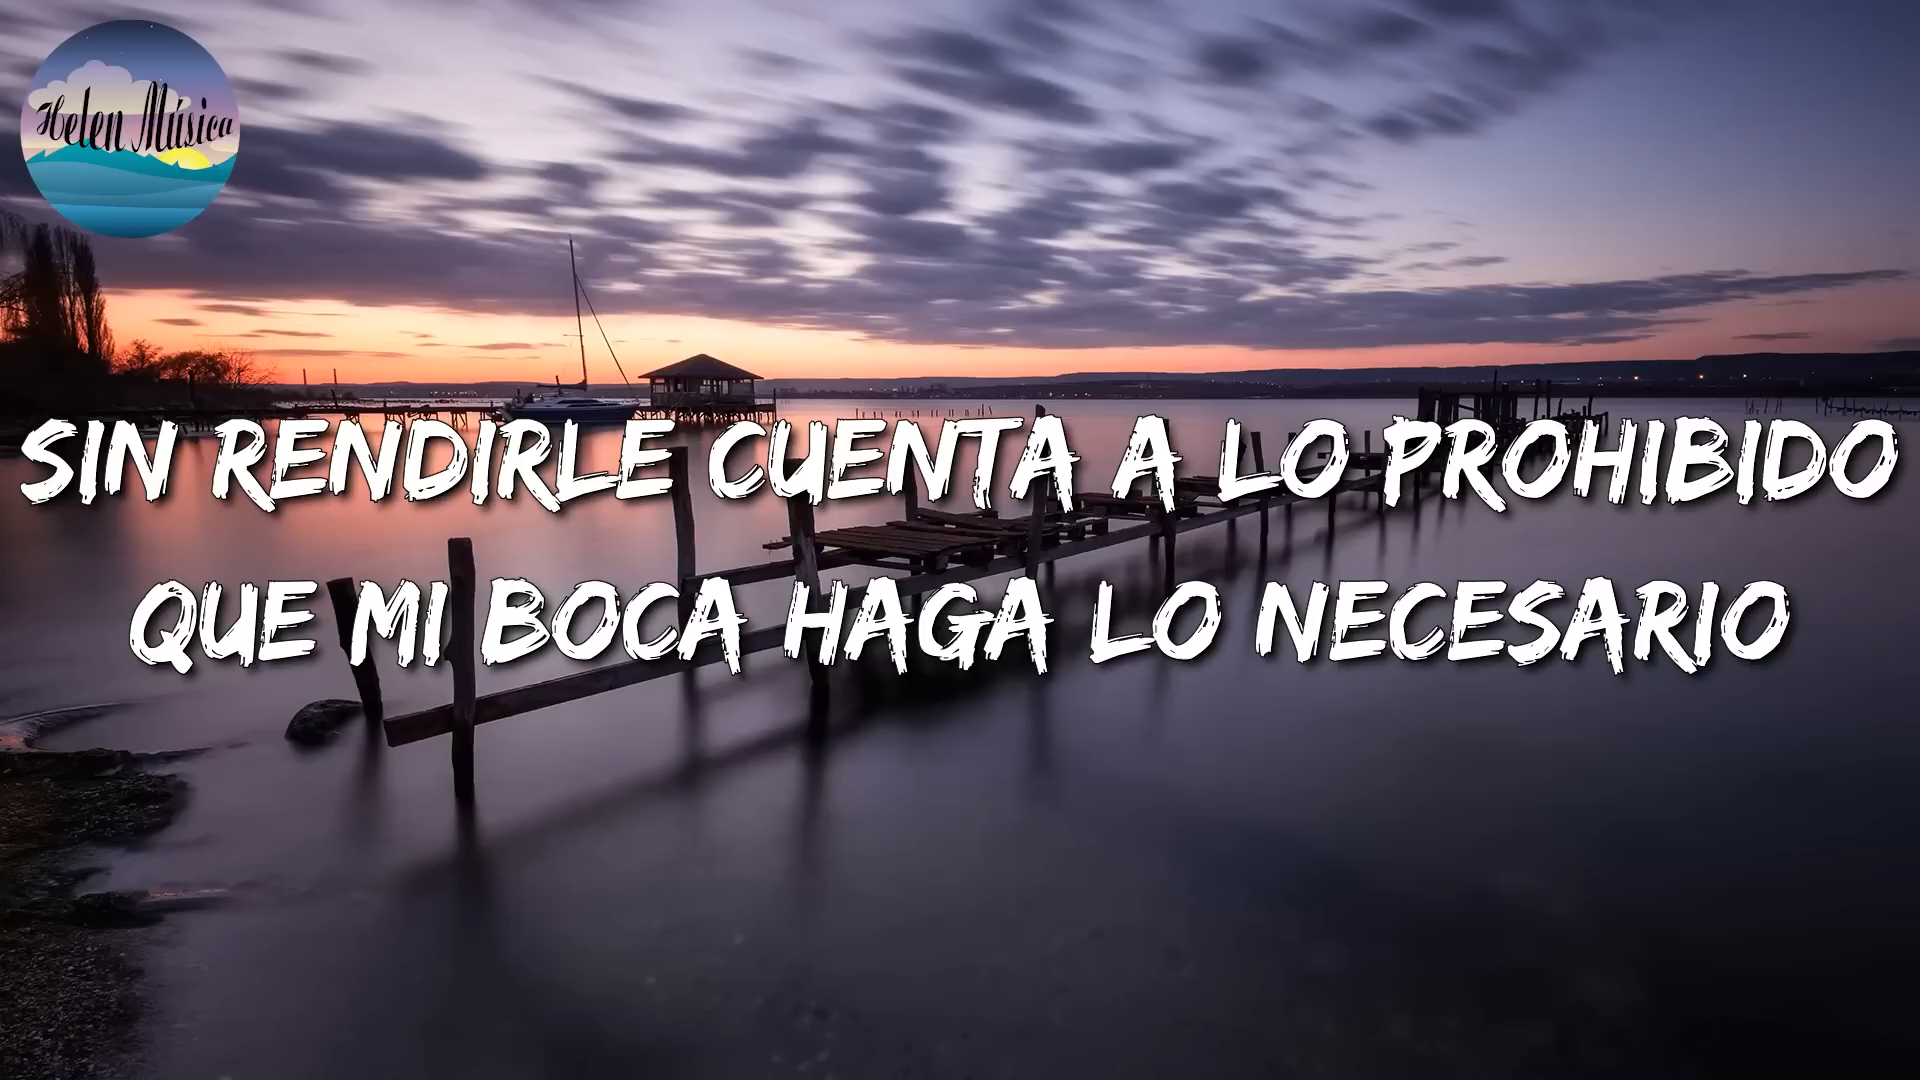 Helen Música
SIN RENDIRLE CUENTA A LO PROHIBIDO
QUE MI BOCA HAGA LO NECESARIO